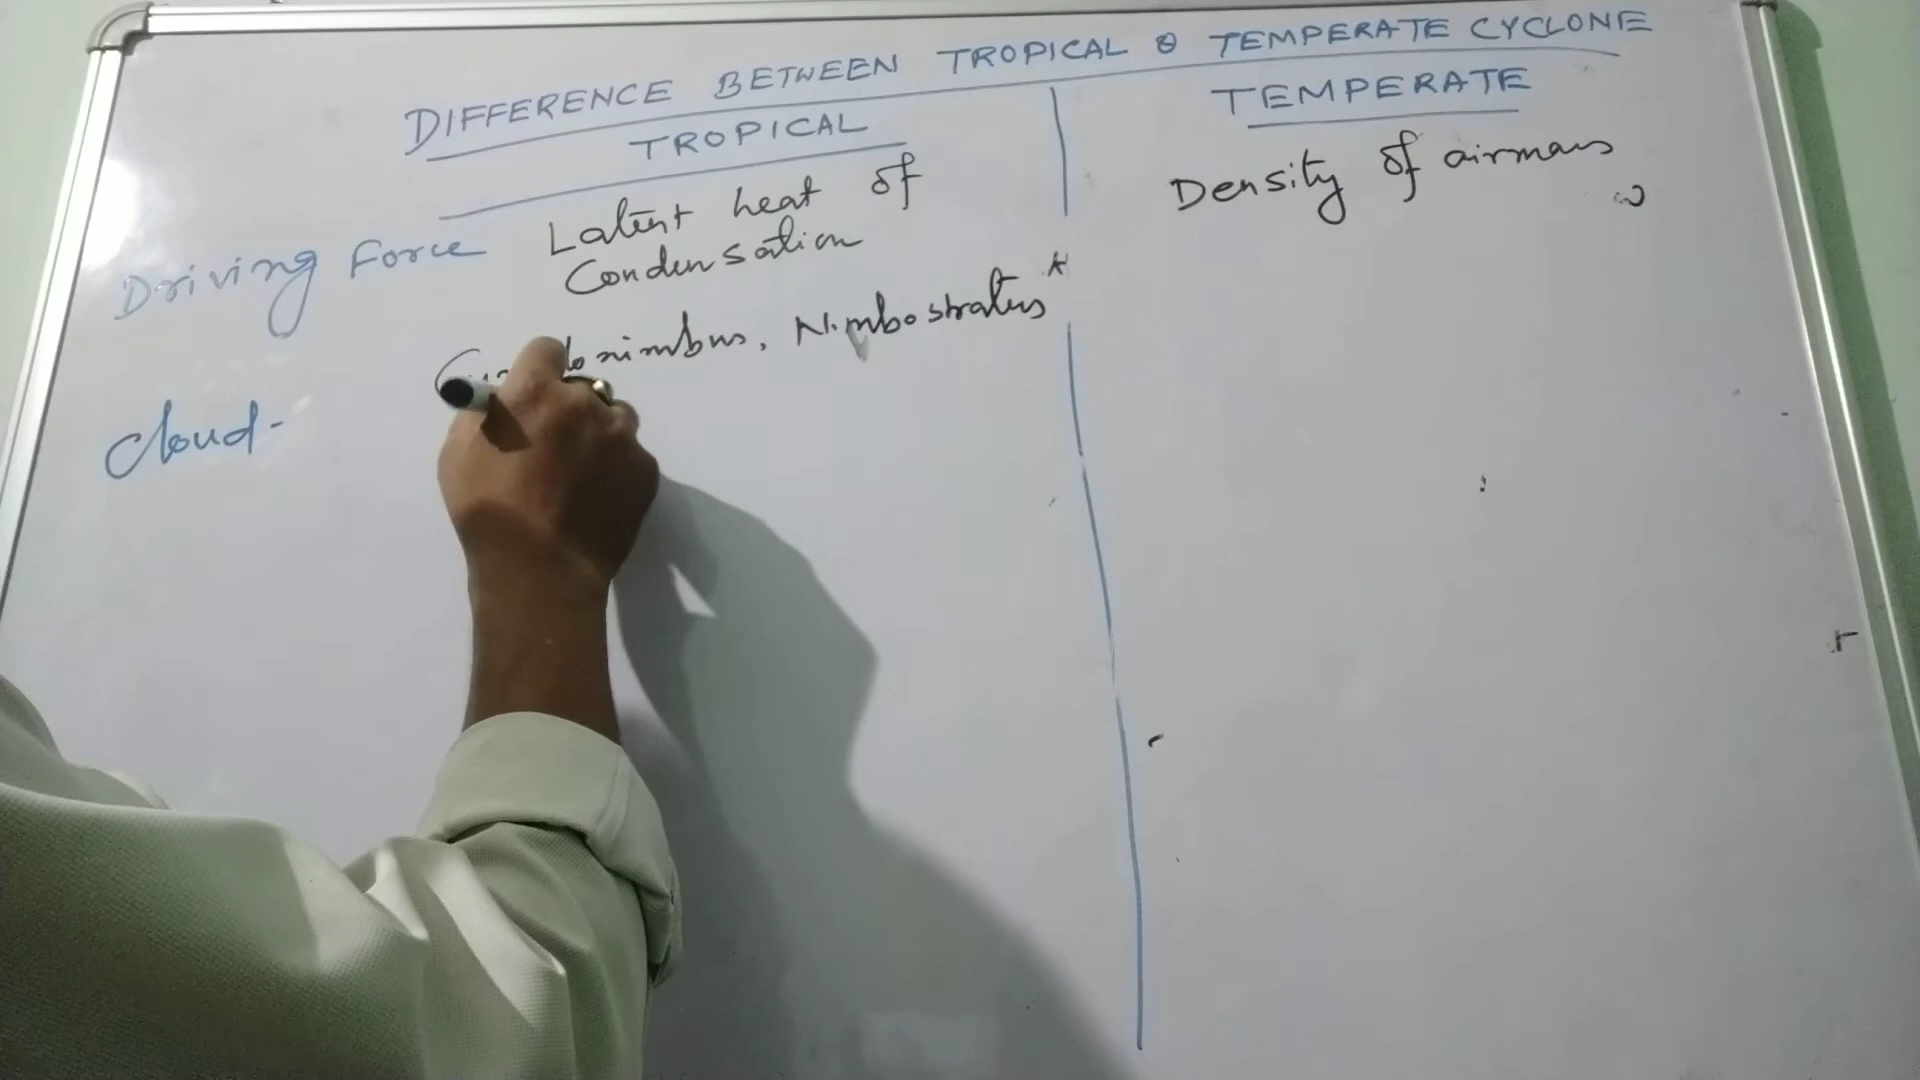 DIFFERENCE BETWEEN TROPICAL & TEMPERATE CYCLONE
TROPICAL
TEMPERATE
Driving Force
Latent heat of
Condensation
Density of airmass
Cloud -
Nimbostratus *